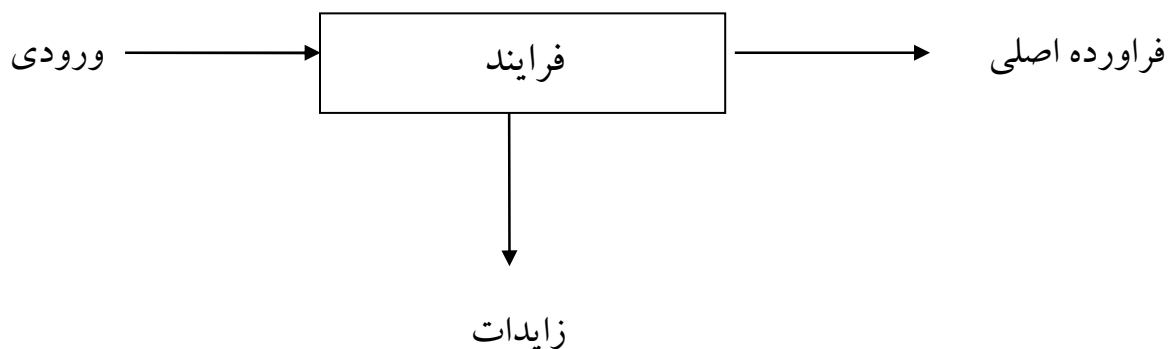 ورودی
فرایند
فراورده اصلی
زایدات